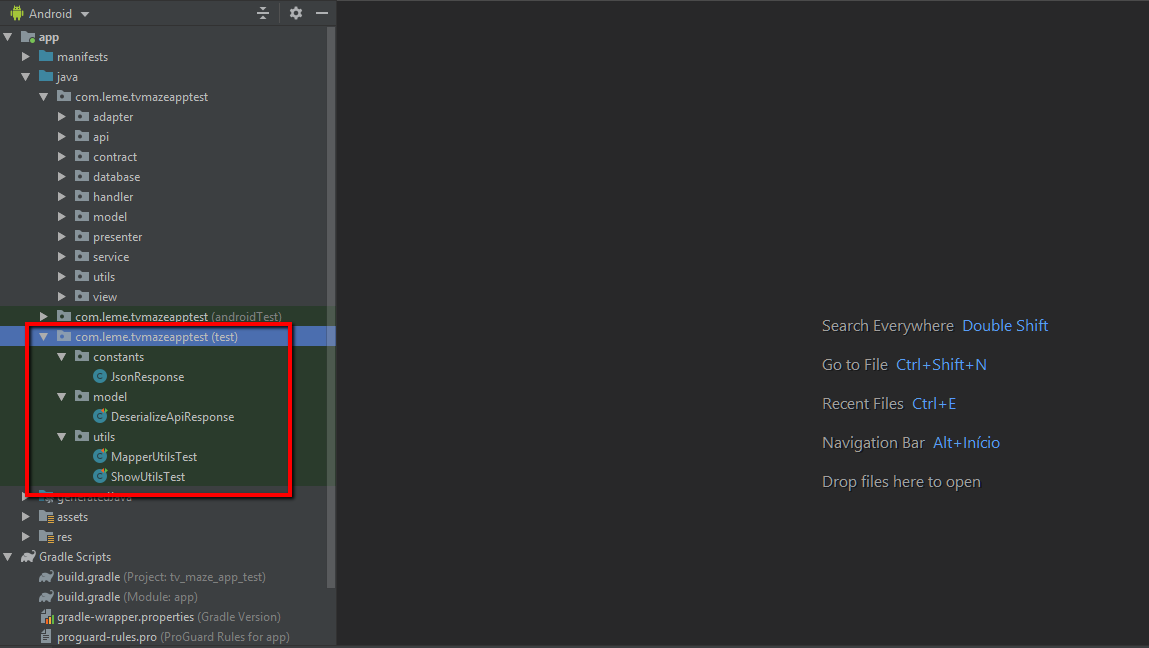 Android
app
manifests
java
com.leme.tvmazeapptest
adapter
api
contract
database
handler
model
presenter
service
utils
view
com.leme.tvmazeapptest (androidTest)
com.leme.tvmazeapptest (test)
constants
JsonResponse
model
DeserializeApiResponse
utils
MapperUtilsTest
ShowUtilsTest
generatedJava
assets
res
Gradle Scripts
build.gradle (Project: tv_maze_app_test)
build.gradle (Module: app)
gradle-wrapper.properties (Gradle Version)
proguard-rules.pro (ProGuard Rules for app)
Search Everywhere Double Shift
Go to File Ctrl+Shift+N
Recent Files Ctrl+E
Navigation Bar Alt+Início
Drop files here to open